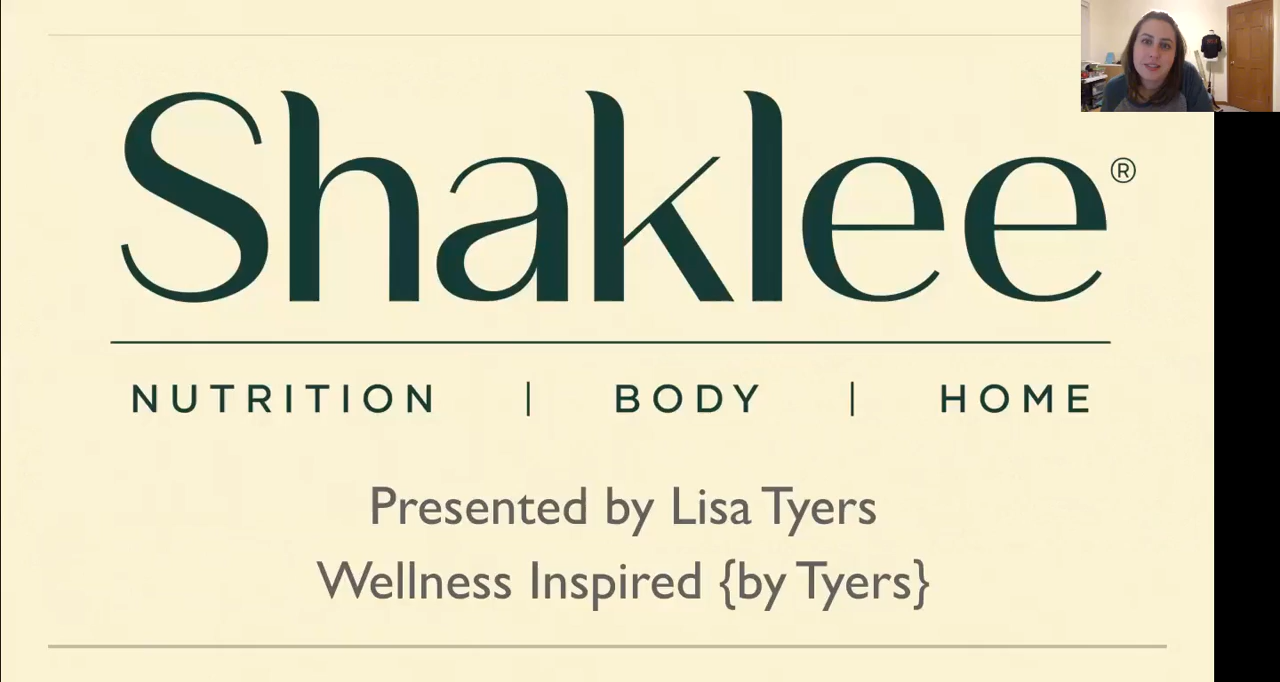 Shaklee®
NUTRITION | BODY | HOME
Presented by Lisa Tyers
Wellness Inspired {by Tyers}